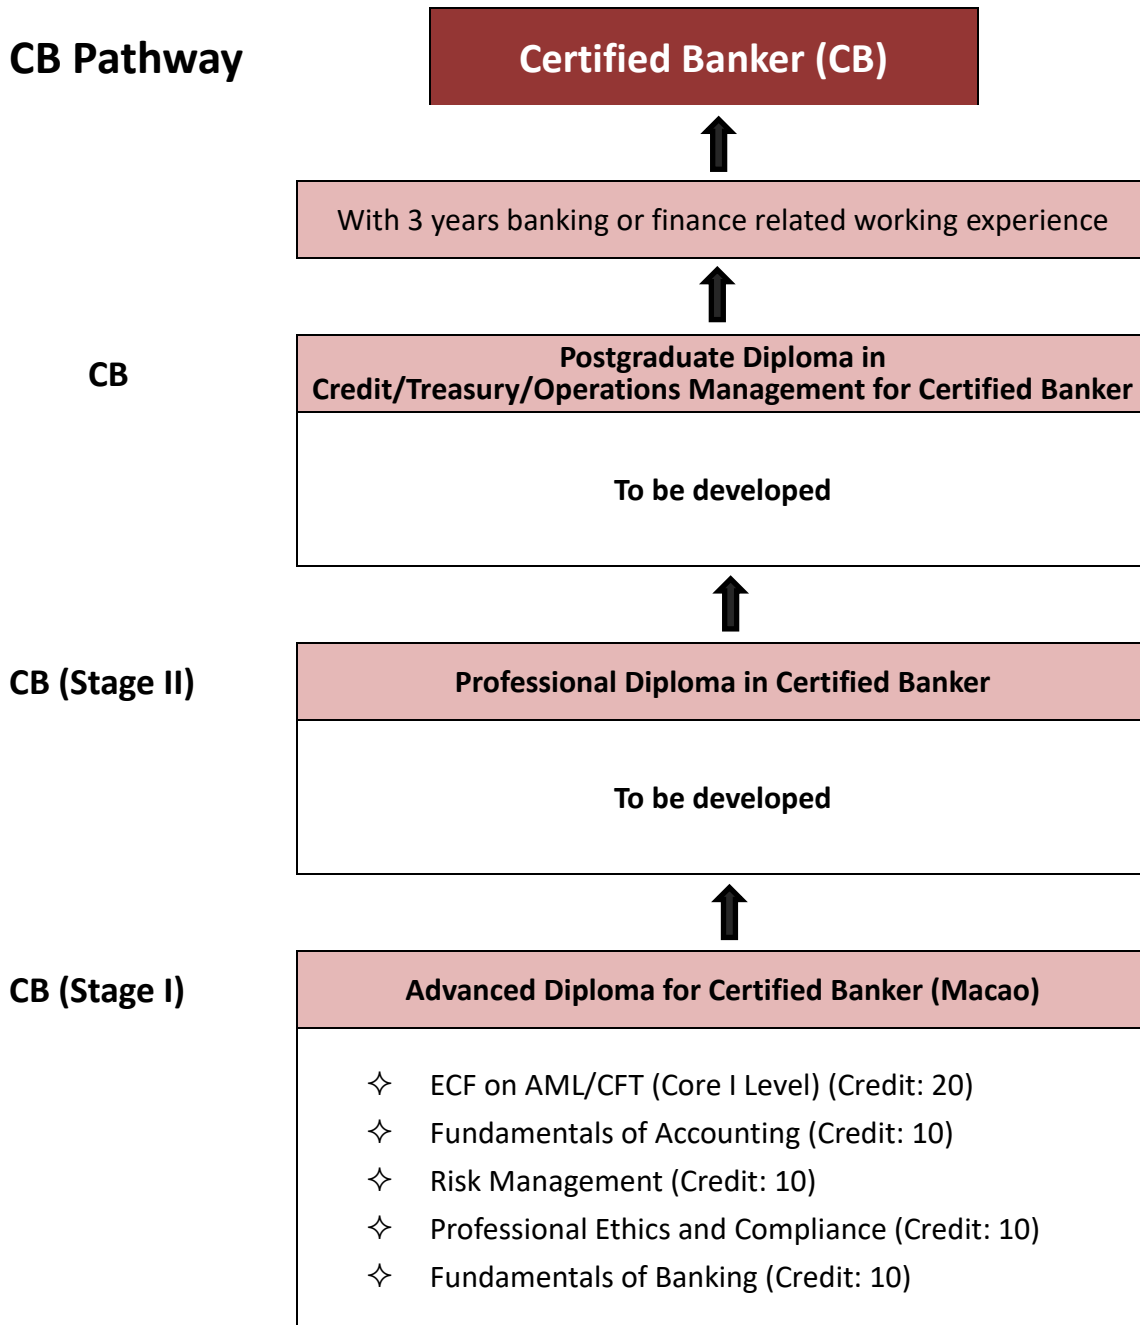 CB Pathway
Certified Banker (CB)
With 3 years banking or finance related working experience
CB
Postgraduate Diploma in
Credit/Treasury/Operations Management for Certified Banker
To be developed
CB (Stage II)
Professional Diploma in Certified Banker
To be developed
CB (Stage I)
Advanced Diploma for Certified Banker (Macao)
✧ ECF on AML/CFT (Core I Level) (Credit: 20)
✧ Fundamentals of Accounting (Credit: 10)
✧ Risk Management (Credit: 10)
✧ Professional Ethics and Compliance (Credit: 10)
✧ Fundamentals of Banking (Credit: 10)